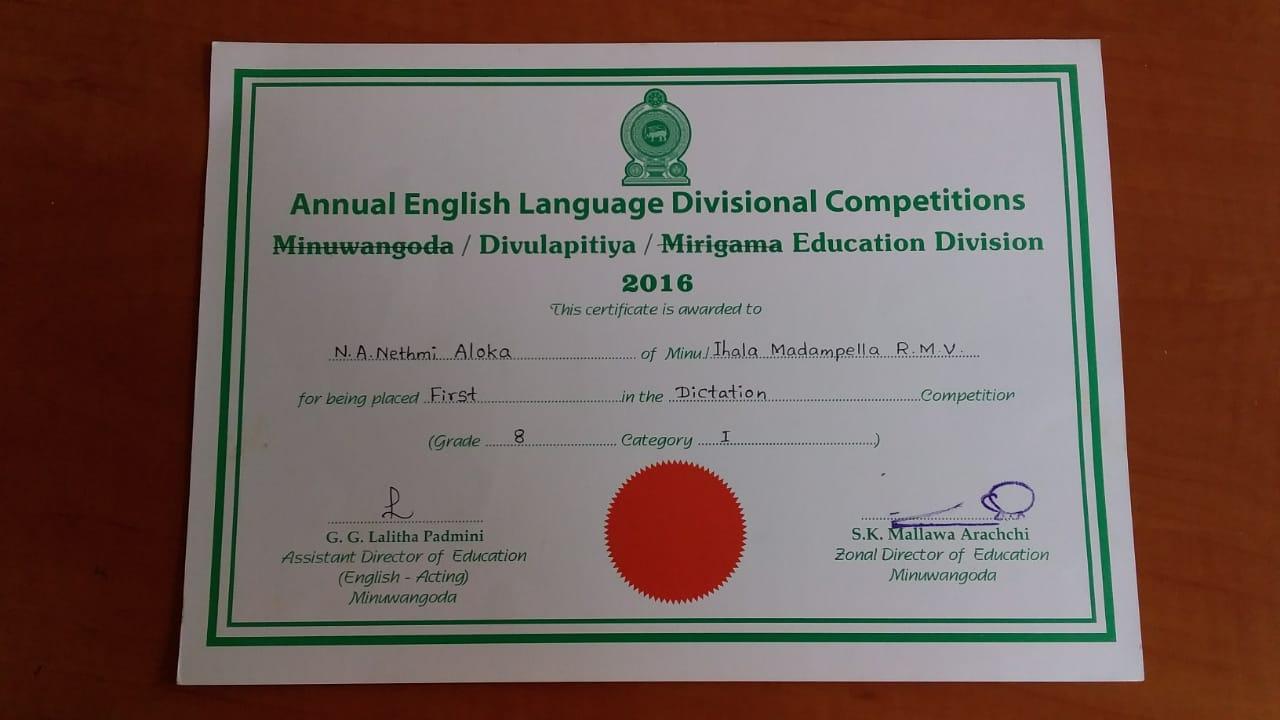 Annual English Language Divisional Competitions
Minuwangoda / Divulapitiya / Mirigama Education Division
2016
This certificate is awarded to
N.A.Nethmi Aloka of Minu/Ihala Madampella R.M.V.
for being placed First in the Dictation Competition
(Grade 8 Category I)
G. G. Lalitha Padmini
Assistant Director of Education
(English - Acting)
Minuwangoda
S.K. Mallawa Arachchi
Zonal Director of Education
Minuwangoda